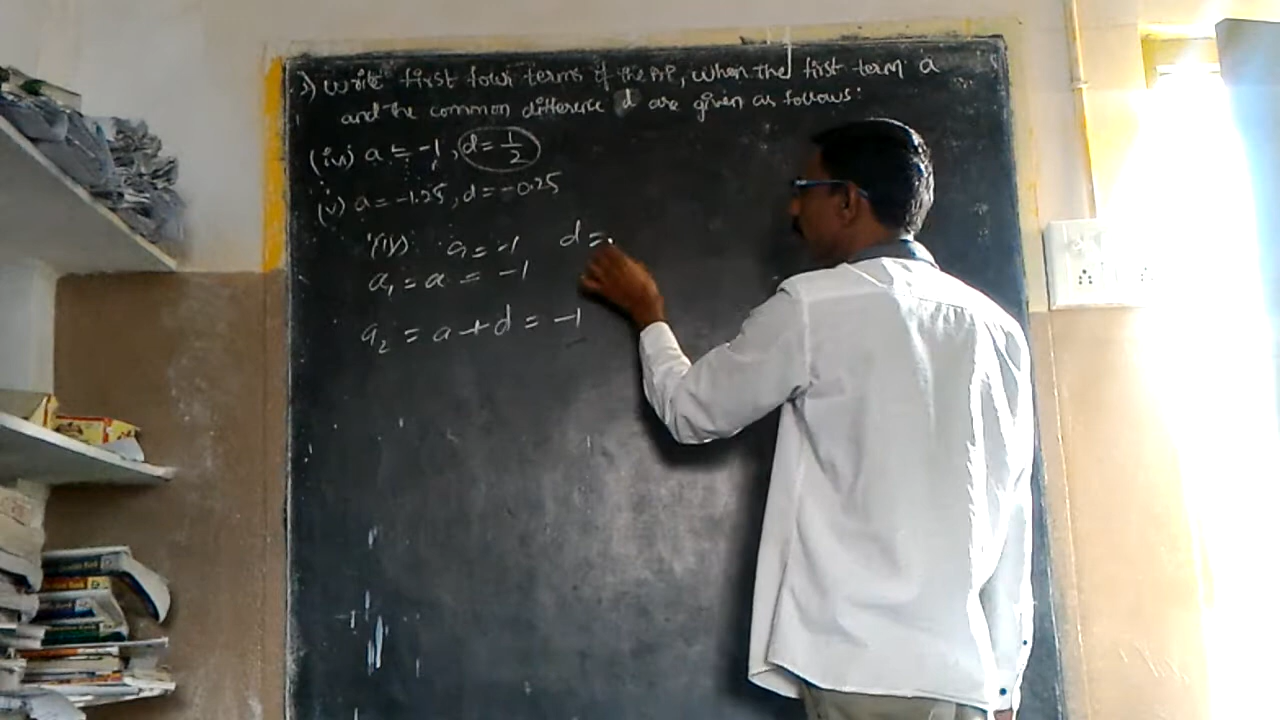 3) Write first four terms of the AP, when the first term a
and the common difference d are given as follows:
(iv) a = -1, d = 1/2
(v) a = -1.25, d = -0.25
(iv) a = -1 d =
a₁ = a = -1
a₂ = a + d = -1